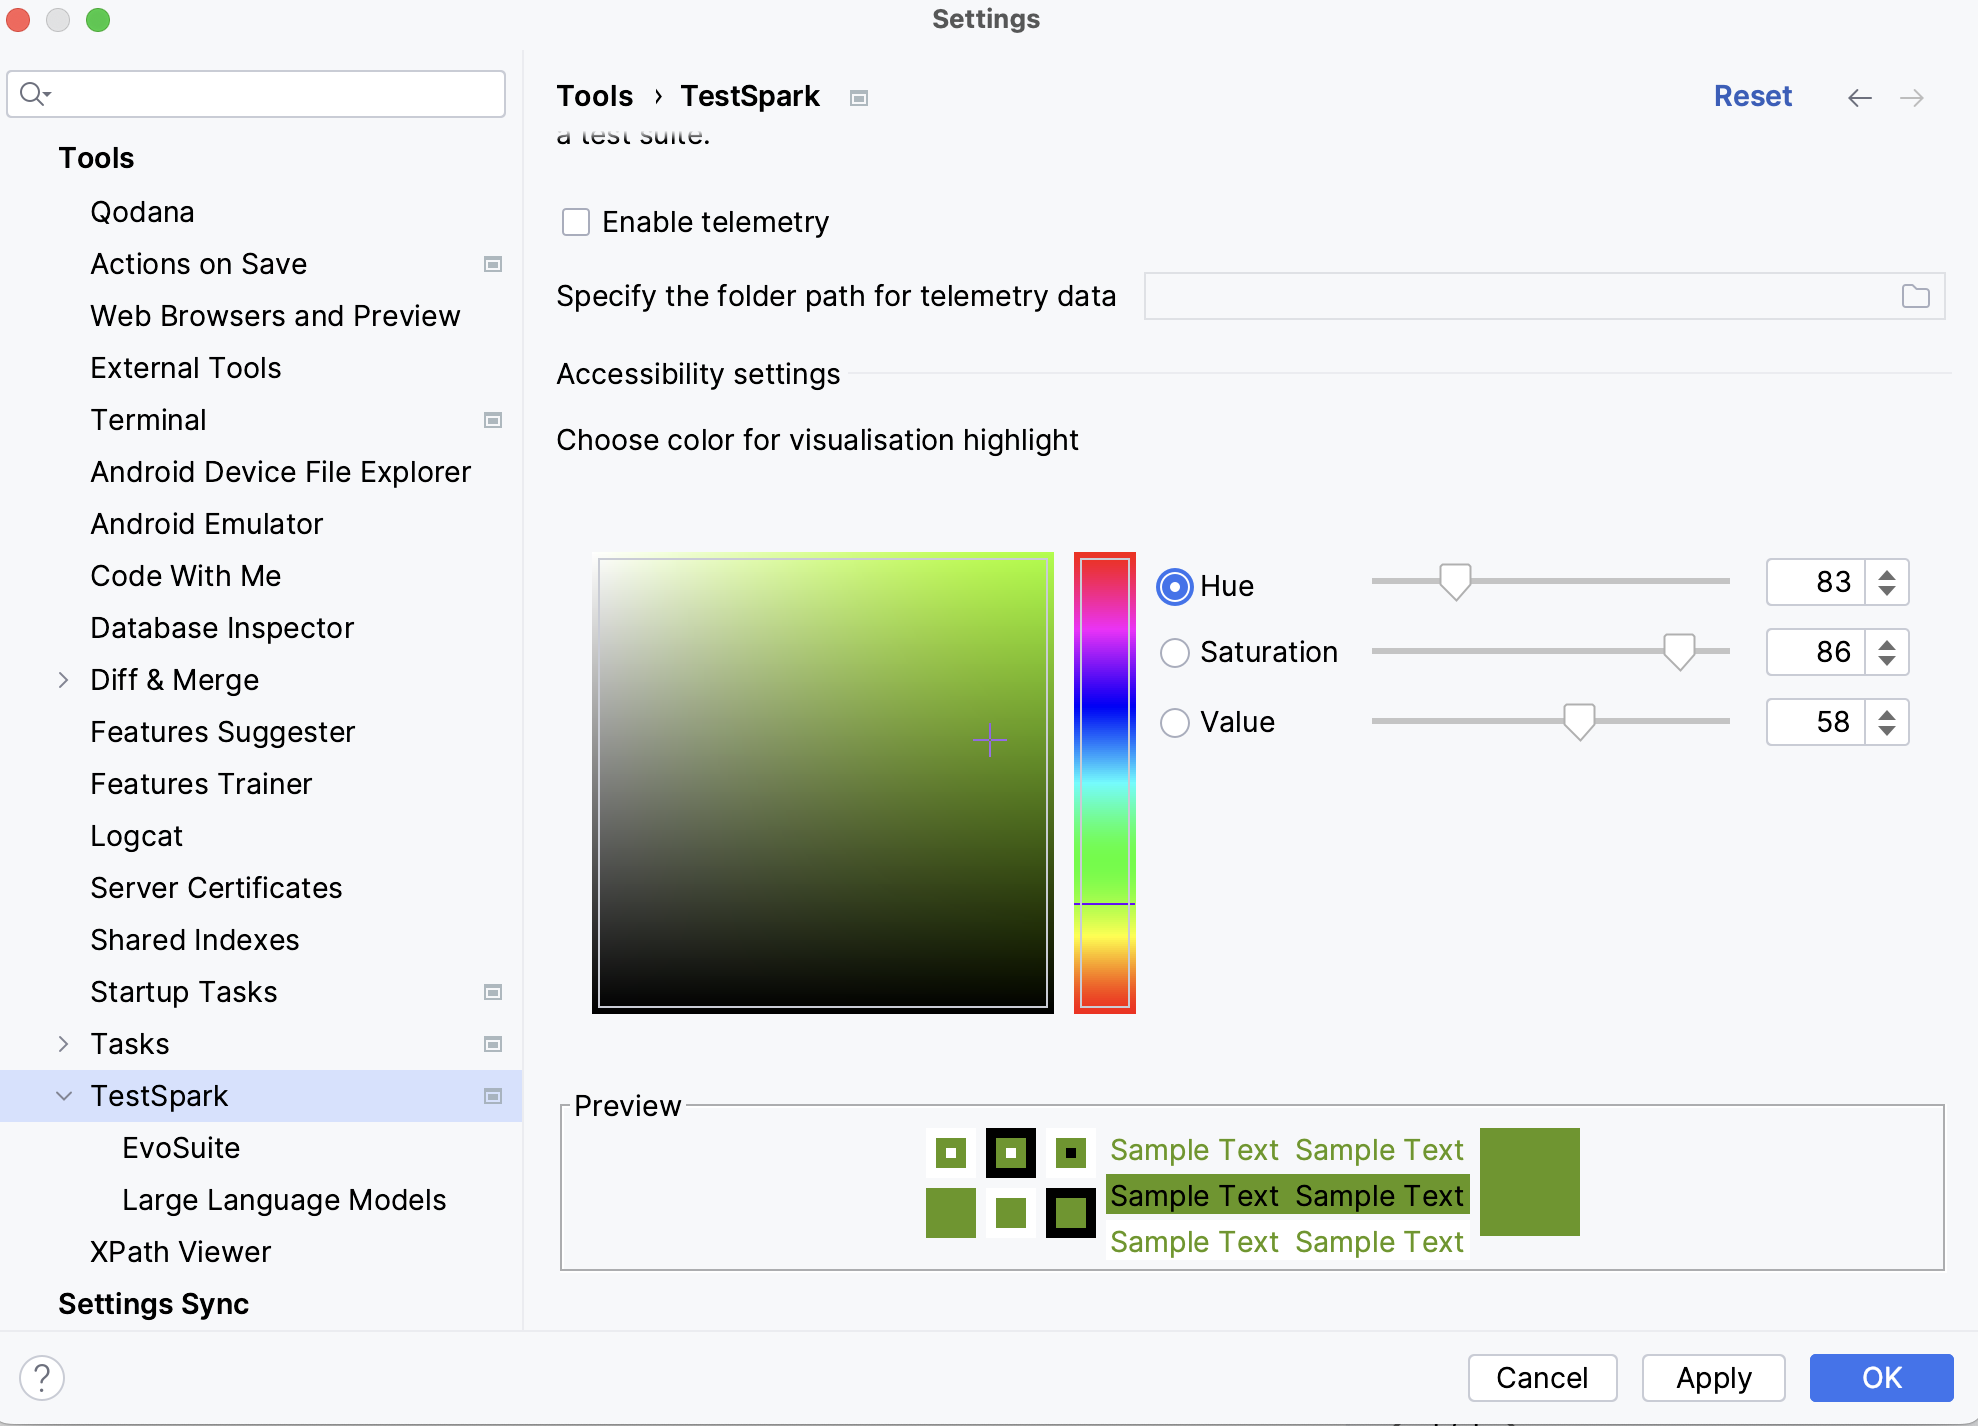 Settings
Tools
Qodana
Actions on Save
Web Browsers and Preview
External Tools
Terminal
Android Device File Explorer
Android Emulator
Code With Me
Database Inspector
Diff & Merge
Features Suggester
Features Trainer
Logcat
Server Certificates
Shared Indexes
Startup Tasks
Tasks
TestSpark
EvoSuite
Large Language Models
XPath Viewer
Settings Sync
Tools › TestSpark
Reset
a test suite.
Enable telemetry
Specify the folder path for telemetry data
Accessibility settings
Choose color for visualisation highlight
Hue 83
Saturation 86
Value 58
Preview
Sample Text Sample Text
Sample Text Sample Text
Sample Text Sample Text
?
Cancel Apply OK